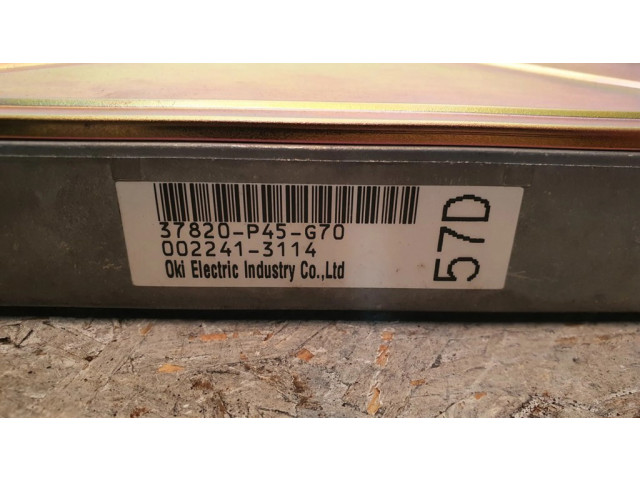 37820-P45-G70
002241-3114
Oki Electric Industry Co.,Ltd
57D